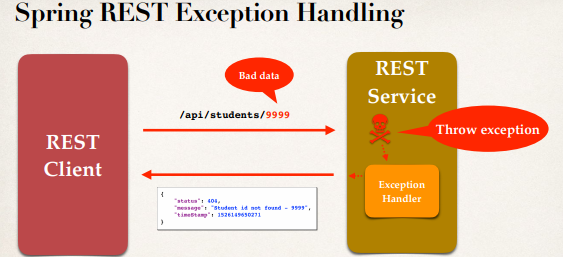 Spring REST Exception Handling
REST
Client
Bad data
/api/students/9999
REST
Service
Throw exception
Exception
Handler
{
"status": 404,
"message": "Student id not found - 9999",
"timeStamp": 1526149650271
}